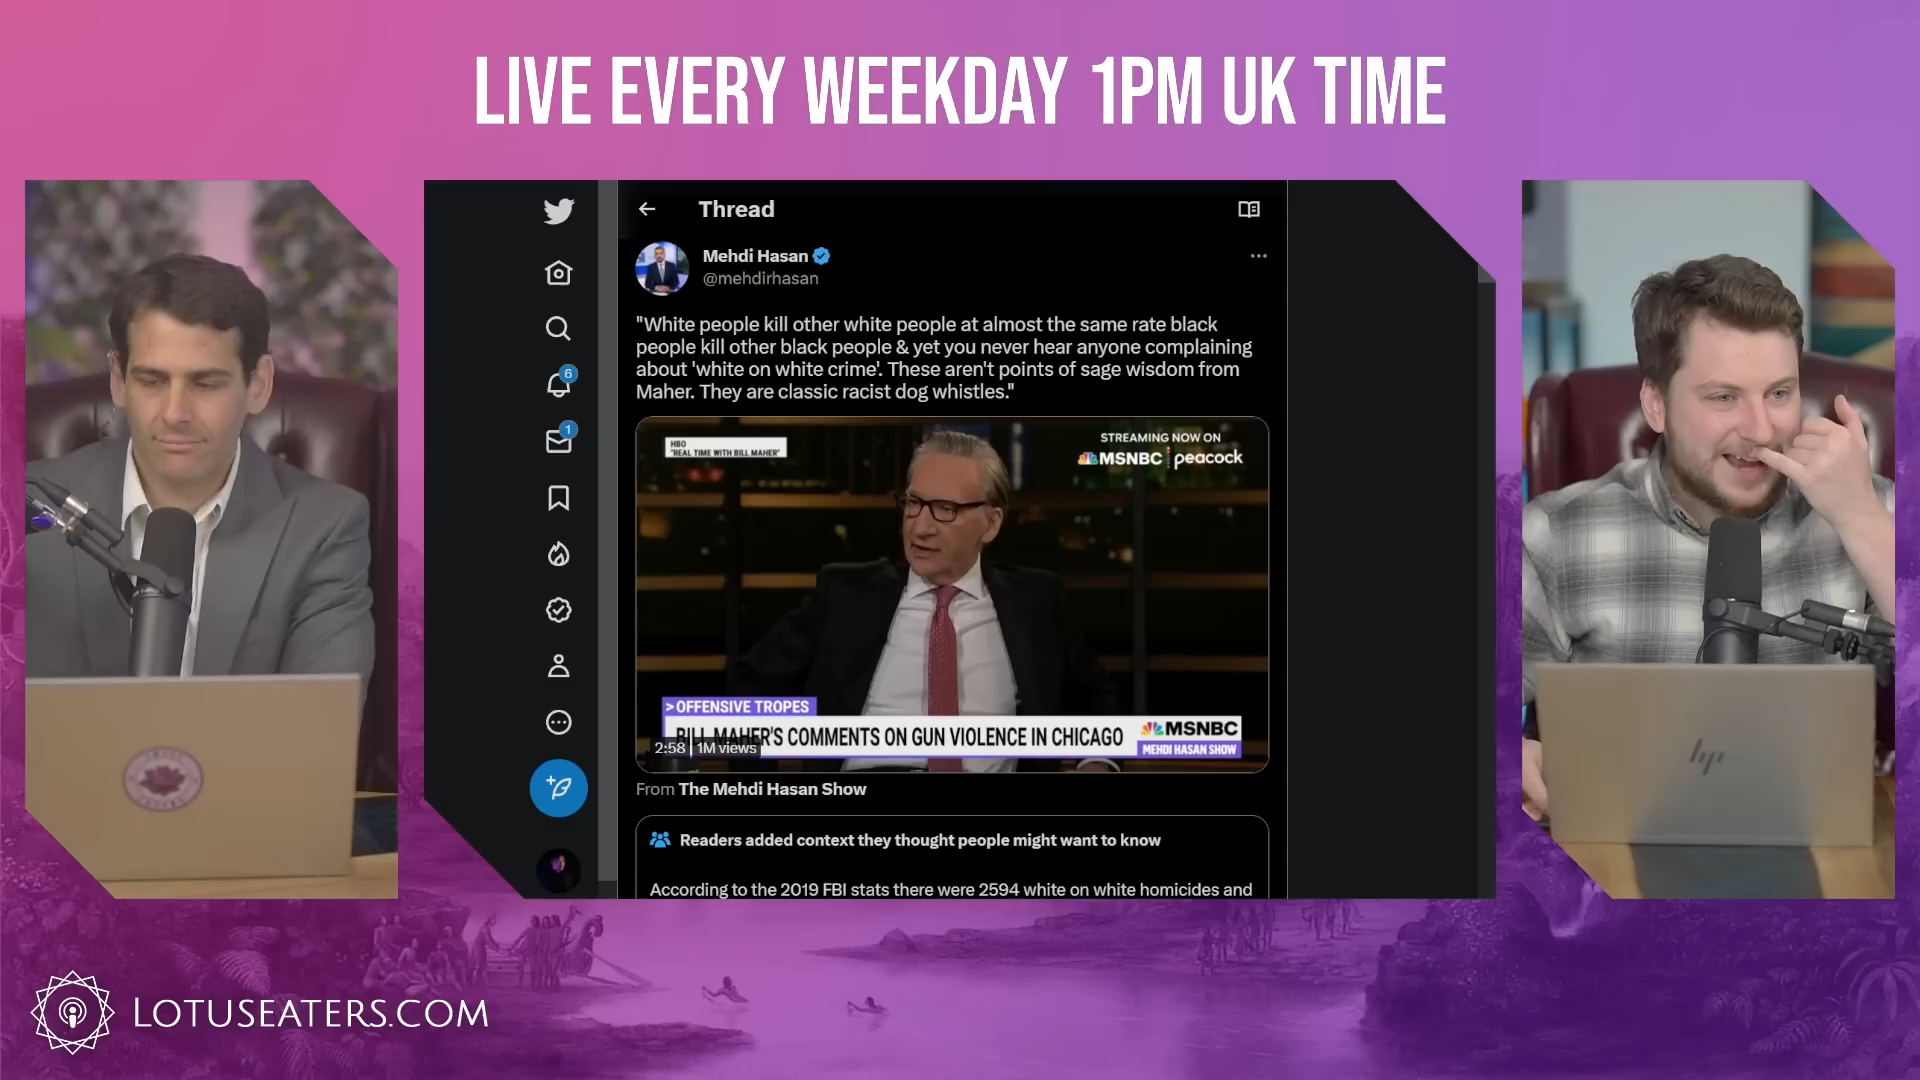 LIVE EVERY WEEKDAY 1PM UK TIME
Thread
Mehdi Hasan
@mehdirhasan
"White people kill other white people at almost the same rate black
people kill other black people & yet you never hear anyone complaining
about 'white on white crime'. These aren't points of sage wisdom from
Maher. They are classic racist dog whistles."
HBO
"REAL TIME WITH BILL MAHER"
STREAMING NOW ON
MSNBC | peacock
>OFFENSIVE TROPES
BILL MAHER'S COMMENTS ON GUN VIOLENCE IN CHICAGO
MSNBC
MEHDI HASAN SHOW
2:58 1M views
From The Mehdi Hasan Show
Readers added context they thought people might want to know
According to the 2019 FBI stats there were 2594 white on white homicides and
6
1
hp
LOTUSEATERS.COM